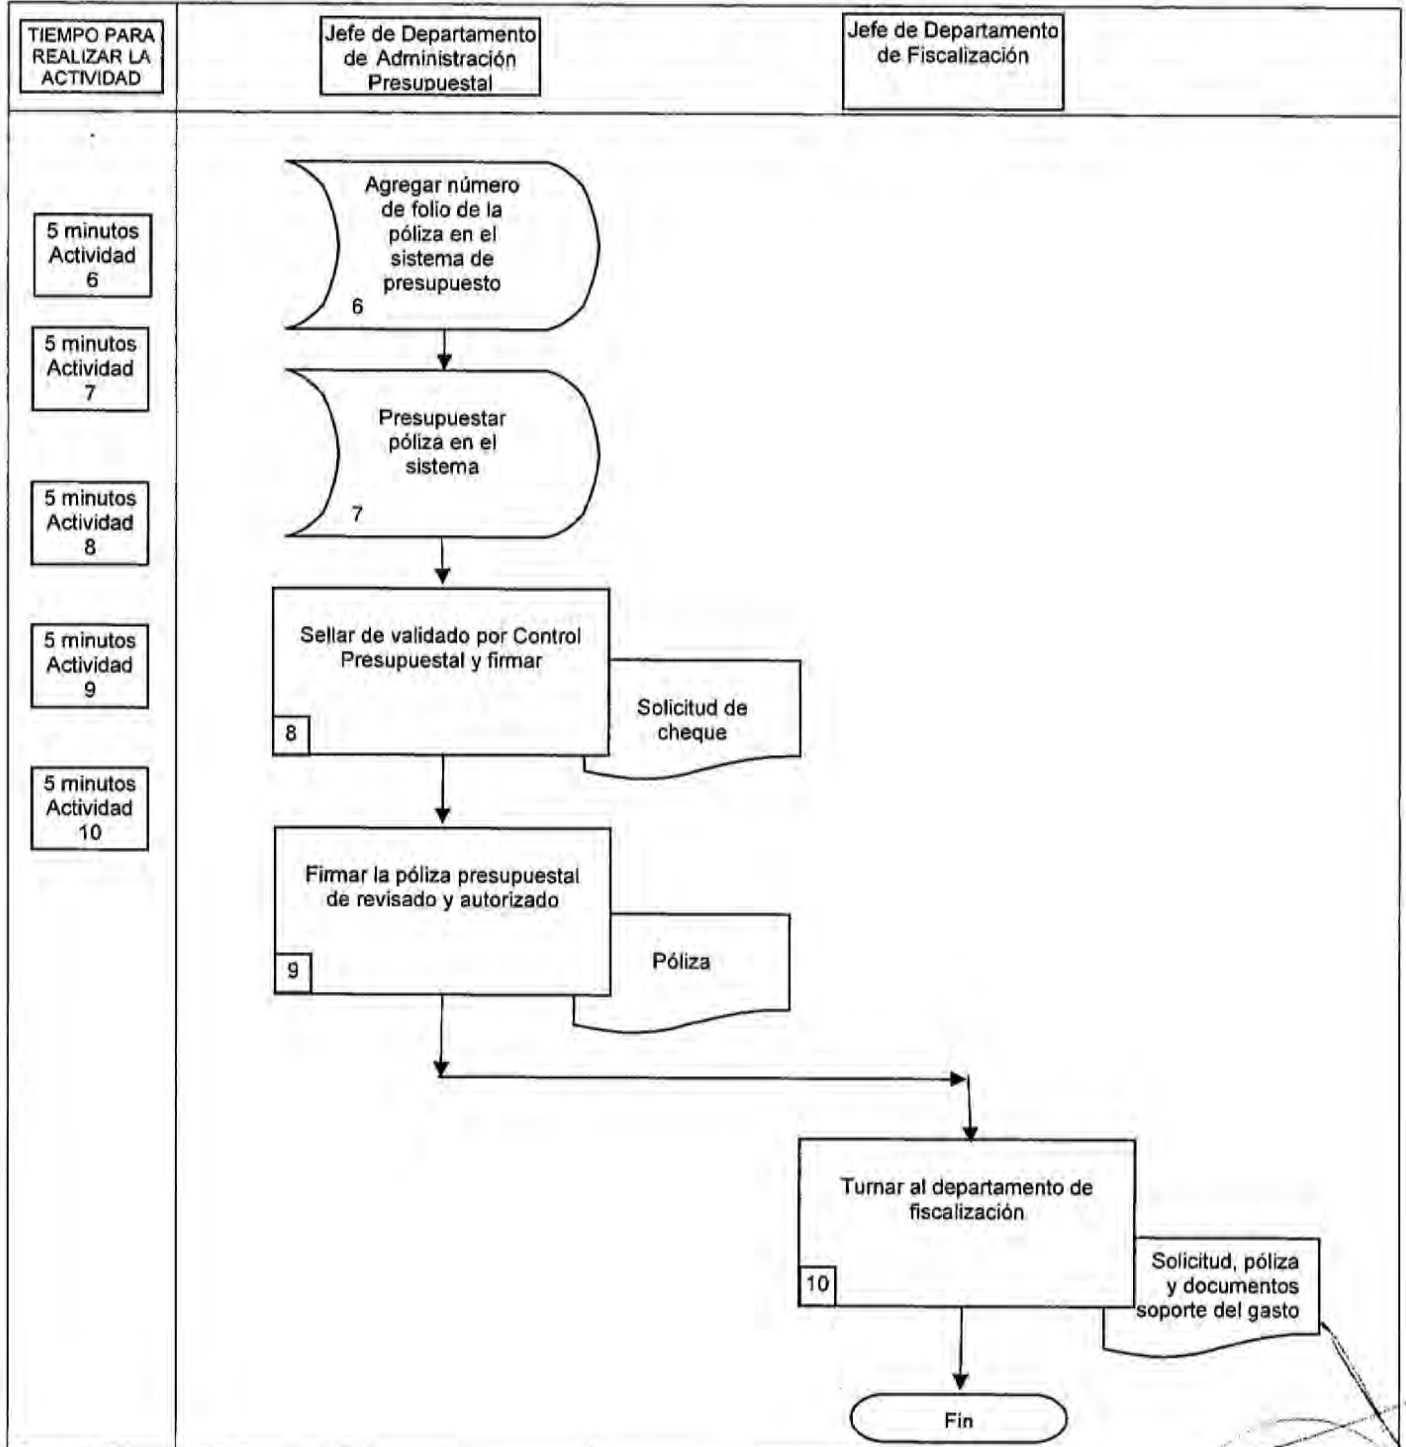 TIEMPO PARA
REALIZAR LA
ACTIVIDAD
Jefe de Departamento
de Administración
Presupuestal
Jefe de Departamento
de Fiscalización
5 minutos
Actividad
6
5 minutos
Actividad
7
5 minutos
Actividad
8
5 minutos
Actividad
9
5 minutos
Actividad
10
Agregar número
de folio de la
póliza en el
sistema de
presupuesto
6
Presupuestar
póliza en el
sistema
7
Sellar de validado por Control
Presupuestal y firmar
8
Solicitud de
cheque
Firmar la póliza presupuestal
de revisado y autorizado
9
Póliza
Turnar al departamento de
fiscalización
10
Solicitud, póliza
y documentos
soporte del gasto
Fin